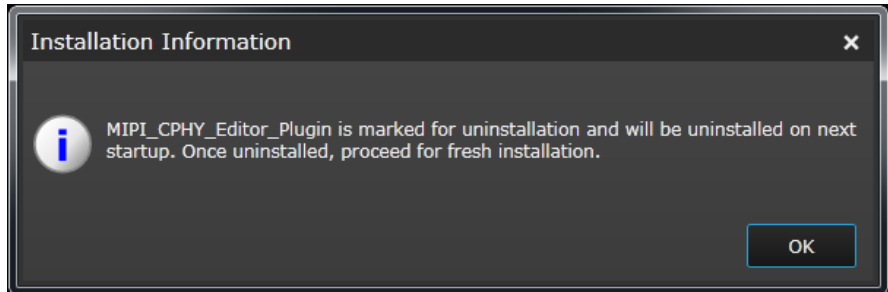 Installation Information
MIPI_CPHY_Editor_Plugin is marked for uninstallation and will be uninstalled on next
startup. Once uninstalled, proceed for fresh installation.
OK